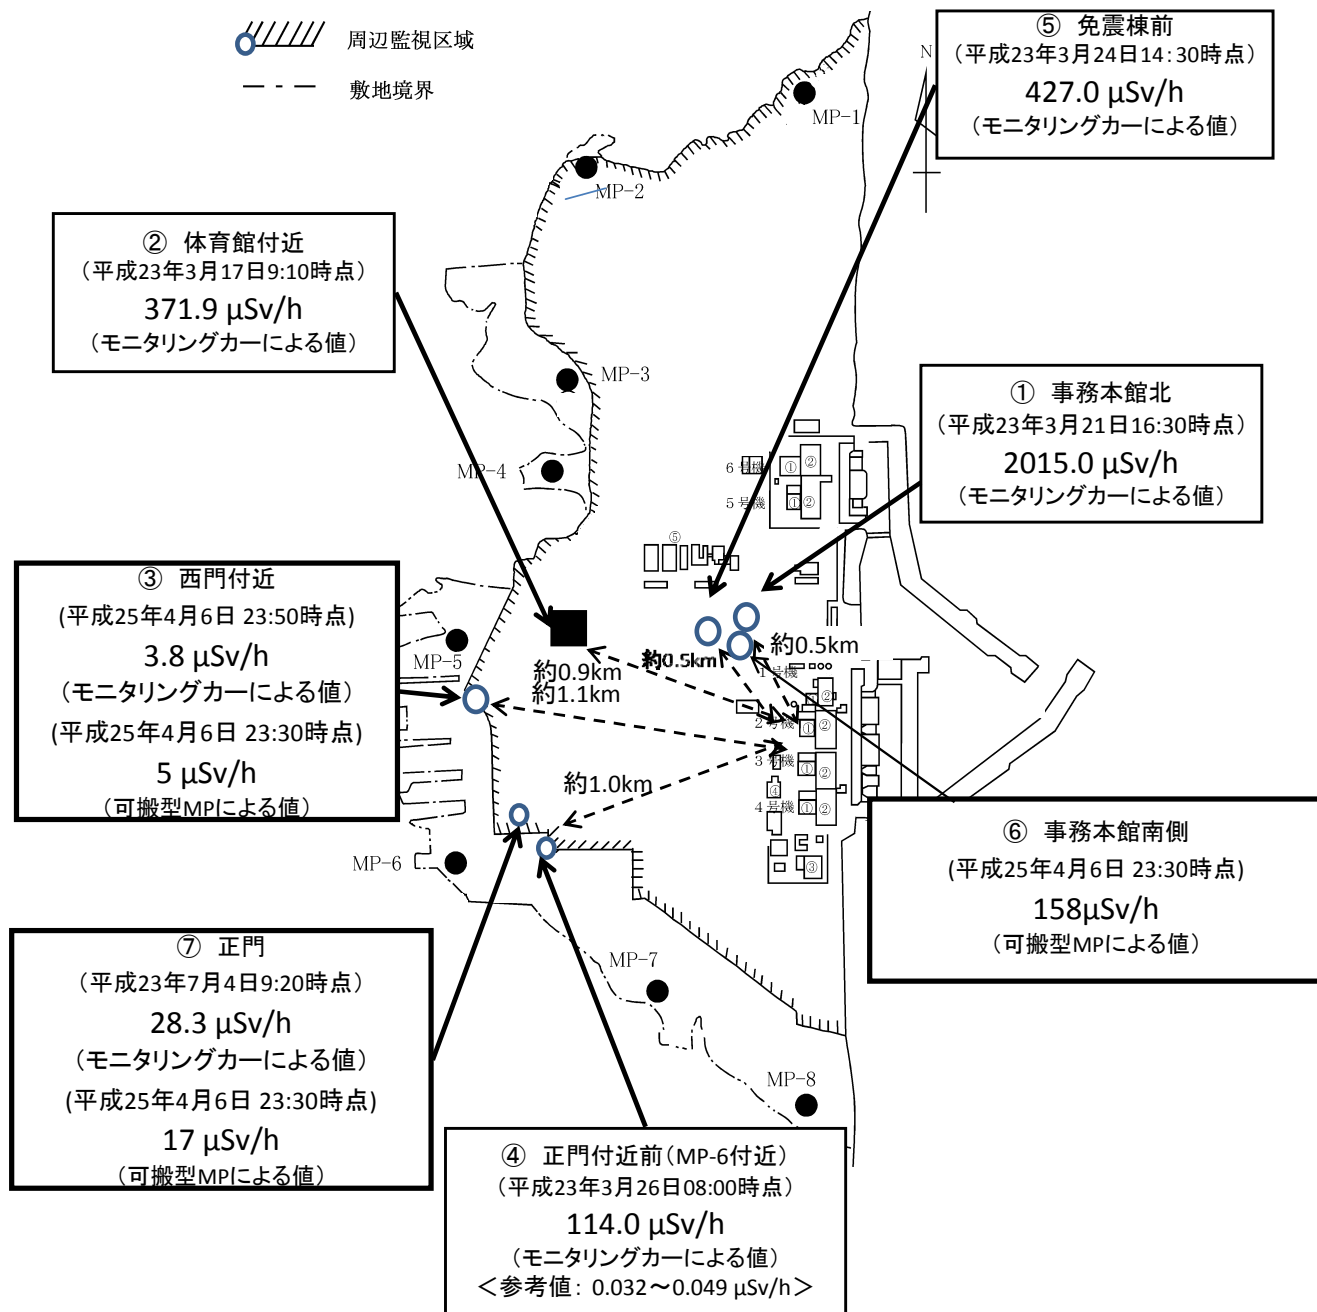 周辺監視区域
敷地境界
⑤ 免震棟前
（平成23年3月24日14:30時点）
427.0 μSv/h
（モニタリングカーによる値）
N
MP-1
MP-2
② 体育館付近
（平成23年3月17日9:10時点）
371.9 μSv/h
（モニタリングカーによる値）
MP-3
① 事務本館北
（平成23年3月21日16:30時点）
2015.0 μSv/h
（モニタリングカーによる値）
MP-4
6号機
①
②
5号機
①
②
⑤
③ 西門付近
(平成25年4月6日 23:50時点)
3.8 μSv/h
（モニタリングカーによる値）
(平成25年4月6日 23:30時点)
5 μSv/h
（可搬型MPによる値）
MP-5
約0.5km
約0.5km
約0.9km
約1.1km
1号機
②
2号機
①
②
3号機
①
②
約1.0km
④
4号機
①
②
③
MP-6
⑥ 事務本館南側
(平成25年4月6日 23:30時点)
158μSv/h
（可搬型MPによる値）
⑦ 正門
（平成23年7月4日9:20時点）
28.3 μSv/h
（モニタリングカーによる値）
(平成25年4月6日 23:30時点)
17 μSv/h
（可搬型MPによる値）
MP-7
MP-8
④ 正門付近前（MP-6付近）
（平成23年3月26日08:00時点）
114.0 μSv/h
（モニタリングカーによる値）
＜参考値：0.032～0.049 μSv/h＞